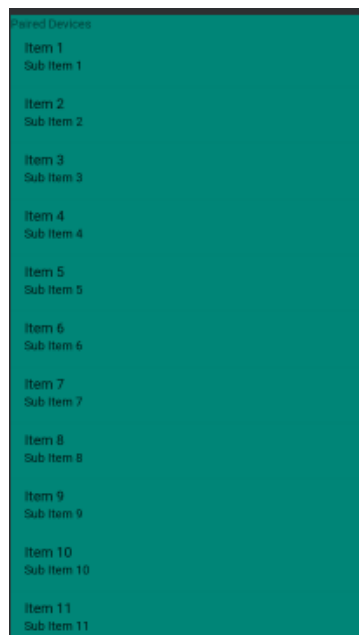 Paired Devices
Item 1
Sub Item 1
Item 2
Sub Item 2
Item 3
Sub Item 3
Item 4
Sub Item 4
Item 5
Sub Item 5
Item 6
Sub Item 6
Item 7
Sub Item 7
Item 8
Sub Item 8
Item 9
Sub Item 9
Item 10
Sub Item 10
Item 11
Sub Item 11